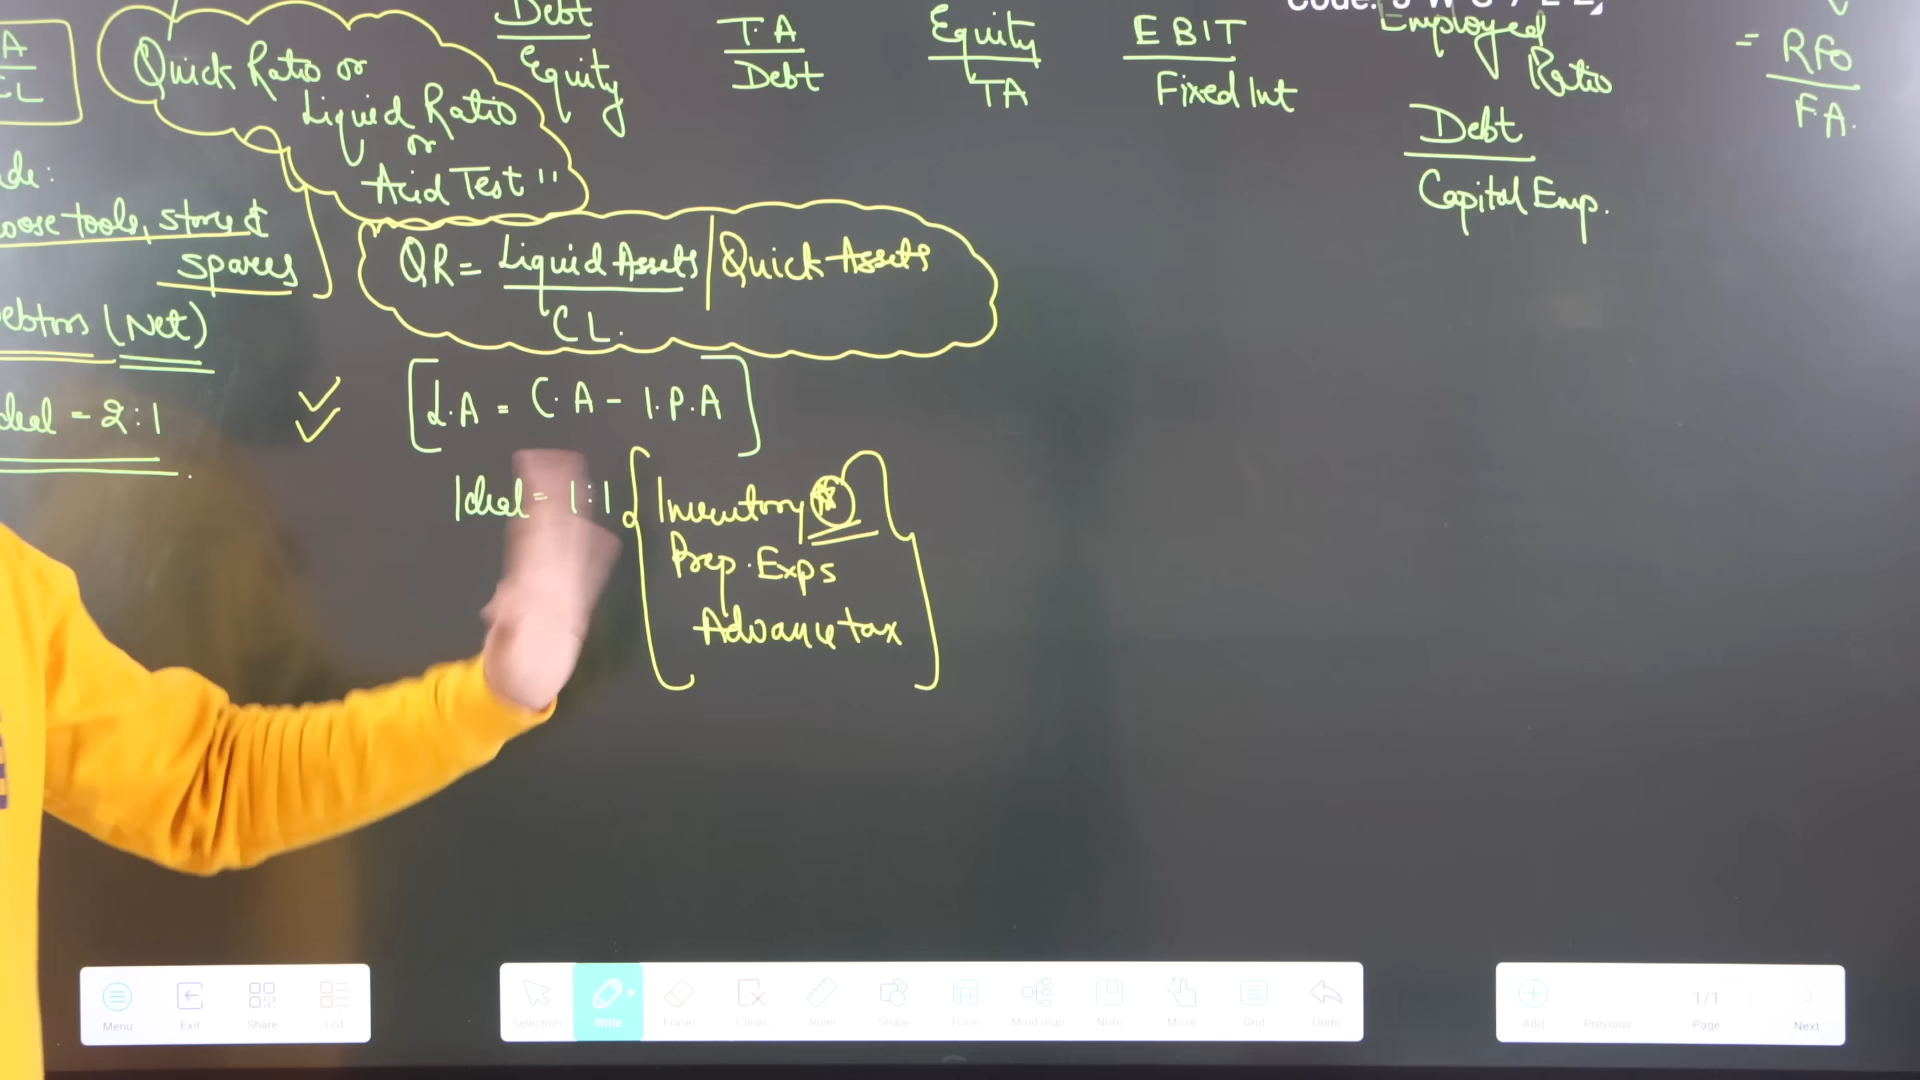 A
CL
Quick Ratio or
Liquid Ratio
or
Acid Test"
Debt
Equity
T.A
Debt
Equity
TA
EBIT
Fixed Int
Employed
Ratio
Debt
Capital Emp.
= RFO
F.A.
oose tools, stores &
spares
ebtors (Net)
deal = 2:1
QR = Liquid Assets | Quick Assets
CL.
L.A = C.A - I.P.A
Ideal = 1:1
Inventory
Prep. Exps
Advance tax
Menu Exit Share List
Selection Write Eraser Clean Ruler Shape Form Mind map Note Move Grid Undo
Add Previous 1/1 Page Next